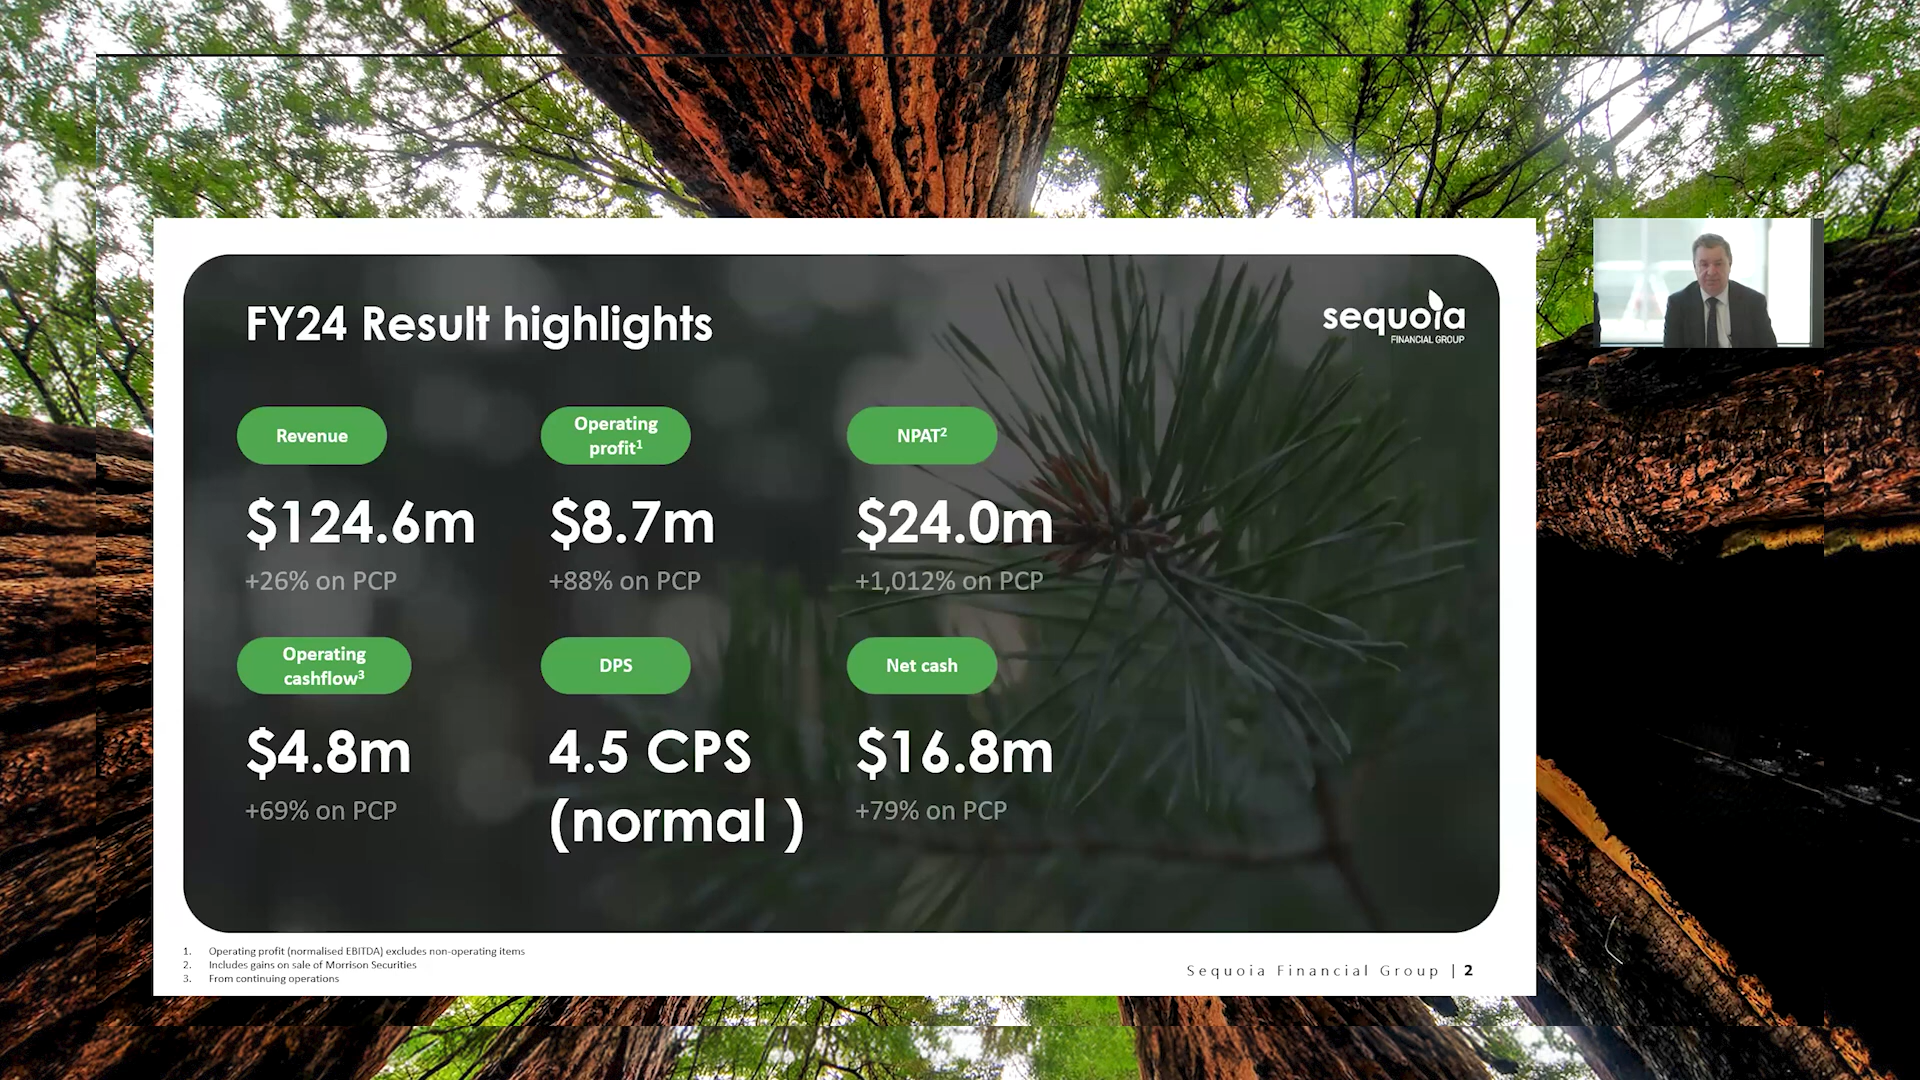 FY24 Result highlights
sequoia
FINANCIAL GROUP
Revenue
$124.6m
+26% on PCP
Operating
profit¹
$8.7m
+88% on PCP
NPAT²
$24.0m
+1,012% on PCP
Operating
cashflow³
$4.8m
+69% on PCP
DPS
4.5 CPS
(normal )
Net cash
$16.8m
+79% on PCP
1. Operating profit (normalised EBITDA) excludes non-operating items
2. Includes gains on sale of Morrison Securities
3. From continuing operations
Sequoia Financial Group | 2